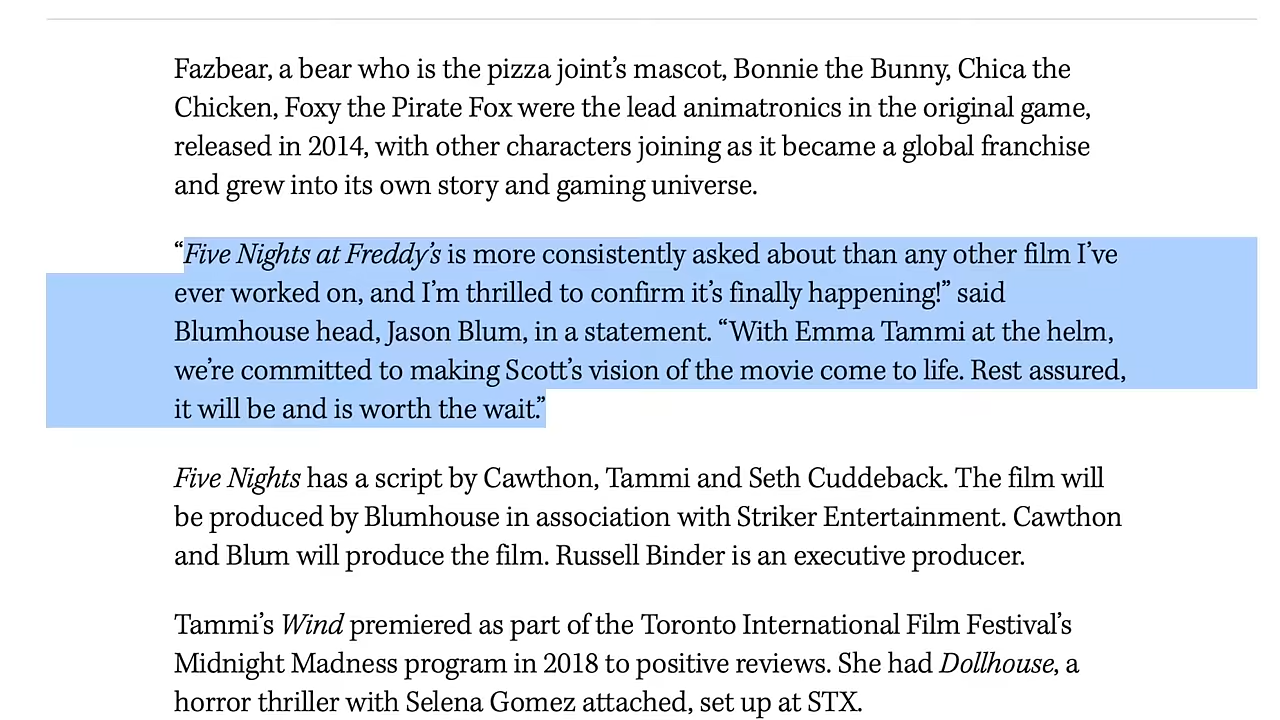 Fazbear, a bear who is the pizza joint’s mascot, Bonnie the Bunny, Chica the
Chicken, Foxy the Pirate Fox were the lead animatronics in the original game,
released in 2014, with other characters joining as it became a global franchise
and grew into its own story and gaming universe.
“Five Nights at Freddy’s is more consistently asked about than any other film I’ve
ever worked on, and I’m thrilled to confirm it’s finally happening!” said
Blumhouse head, Jason Blum, in a statement. “With Emma Tammi at the helm,
we’re committed to making Scott’s vision of the movie come to life. Rest assured,
it will be and is worth the wait.”
Five Nights has a script by Cawthon, Tammi and Seth Cuddeback. The film will
be produced by Blumhouse in association with Striker Entertainment. Cawthon
and Blum will produce the film. Russell Binder is an executive producer.
Tammi’s Wind premiered as part of the Toronto International Film Festival’s
Midnight Madness program in 2018 to positive reviews. She had Dollhouse, a
horror thriller with Selena Gomez attached, set up at STX.